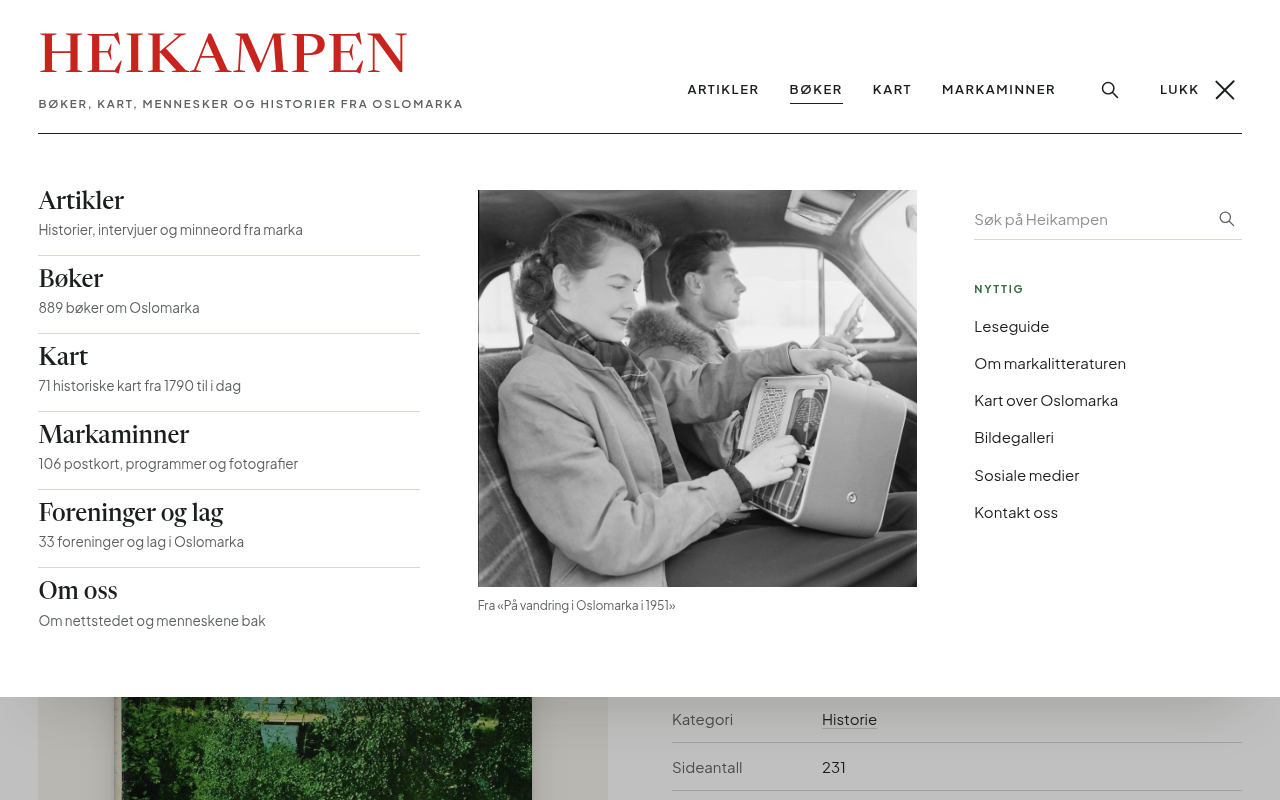 HEIKAMPEN
BØKER, KART, MENNESKER OG HISTORIER FRA OSLOMARKA
ARTIKLER BØKER KART MARKAMINNER LUKK
Artikler
Historier, intervjuer og minneord fra marka
Bøker
889 bøker om Oslomarka
Kart
71 historiske kart fra 1790 til i dag
Markaminner
106 postkort, programmer og fotografier
Foreninger og lag
33 foreninger og lag i Oslomarka
Om oss
Om nettstedet og menneskene bak
Fra «På vandring i Oslomarka i 1951»
Søk på Heikampen
NYTTIG
Leseguide
Om markalitteraturen
Kart over Oslomarka
Bildegalleri
Sosiale medier
Kontakt oss
Kategori Historie
Sideantall 231